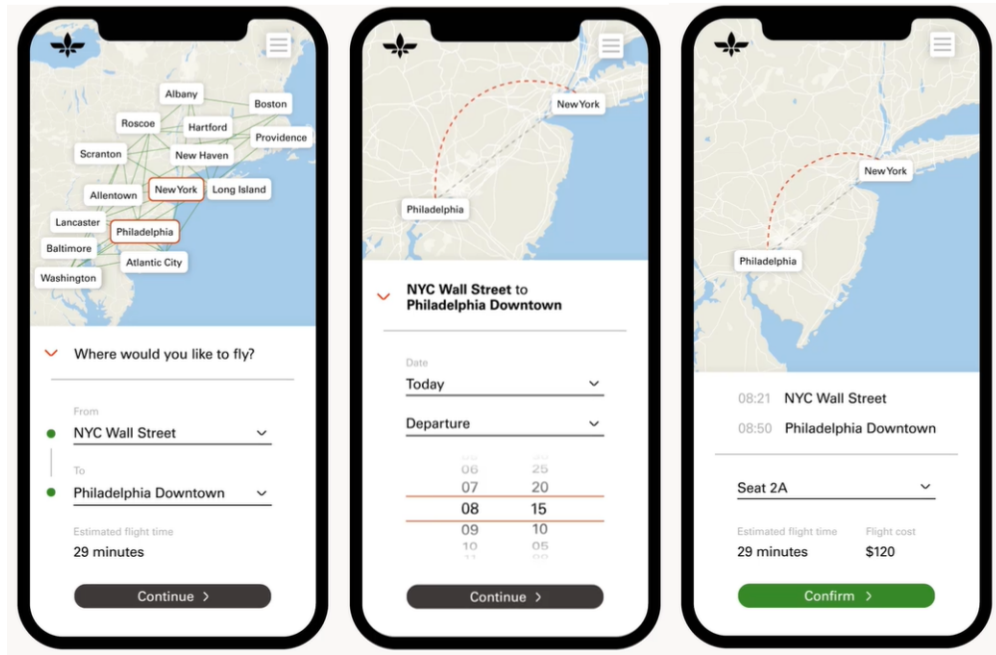 Albany
Boston
Roscoe
Hartford
Providence
Scranton
New Haven
Allentown
New York
Long Island
Lancaster
Philadelphia
Baltimore
Atlantic City
Washington
Where would you like to fly?
From
NYC Wall Street
To
Philadelphia Downtown
Estimated flight time
29 minutes
Continue >
New York
Philadelphia
NYC Wall Street to
Philadelphia Downtown
Date
Today
Departure
06 25
07 20
08 15
09 10
10 05
Continue >
New York
Philadelphia
08:21 NYC Wall Street
08:50 Philadelphia Downtown
Seat 2A
Estimated flight time Flight cost
29 minutes $120
Confirm >